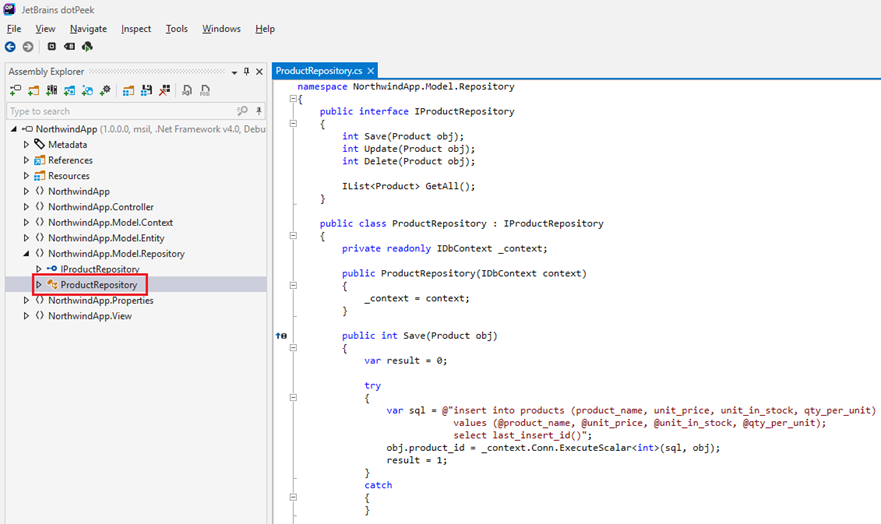 JetBrains dotPeek
File View Navigate Inspect Tools Windows Help
Assembly Explorer
Type to search
NorthwindApp (1.0.0.0, msil, .Net Framework v4.0, Debu
Metadata
References
Resources
NorthwindApp
NorthwindApp.Controller
NorthwindApp.Model.Context
NorthwindApp.Model.Entity
NorthwindApp.Model.Repository
IProductRepository
ProductRepository
NorthwindApp.Properties
NorthwindApp.View
ProductRepository.cs
namespace NorthwindApp.Model.Repository
{
public interface IProductRepository
{
int Save(Product obj);
int Update(Product obj);
int Delete(Product obj);
IList<Product> GetAll();
}
public class ProductRepository : IProductRepository
{
private readonly IDbContext _context;
public ProductRepository(IDbContext context)
{
_context = context;
}
public int Save(Product obj)
{
var result = 0;
try
{
var sql = @"insert into products (product_name, unit_price, unit_in_stock, qty_per_unit)
values (@product_name, @unit_price, @unit_in_stock, @qty_per_unit);
select last_insert_id()";
obj.product_id = _context.Conn.ExecuteScalar<int>(sql, obj);
result = 1;
}
catch
{
}